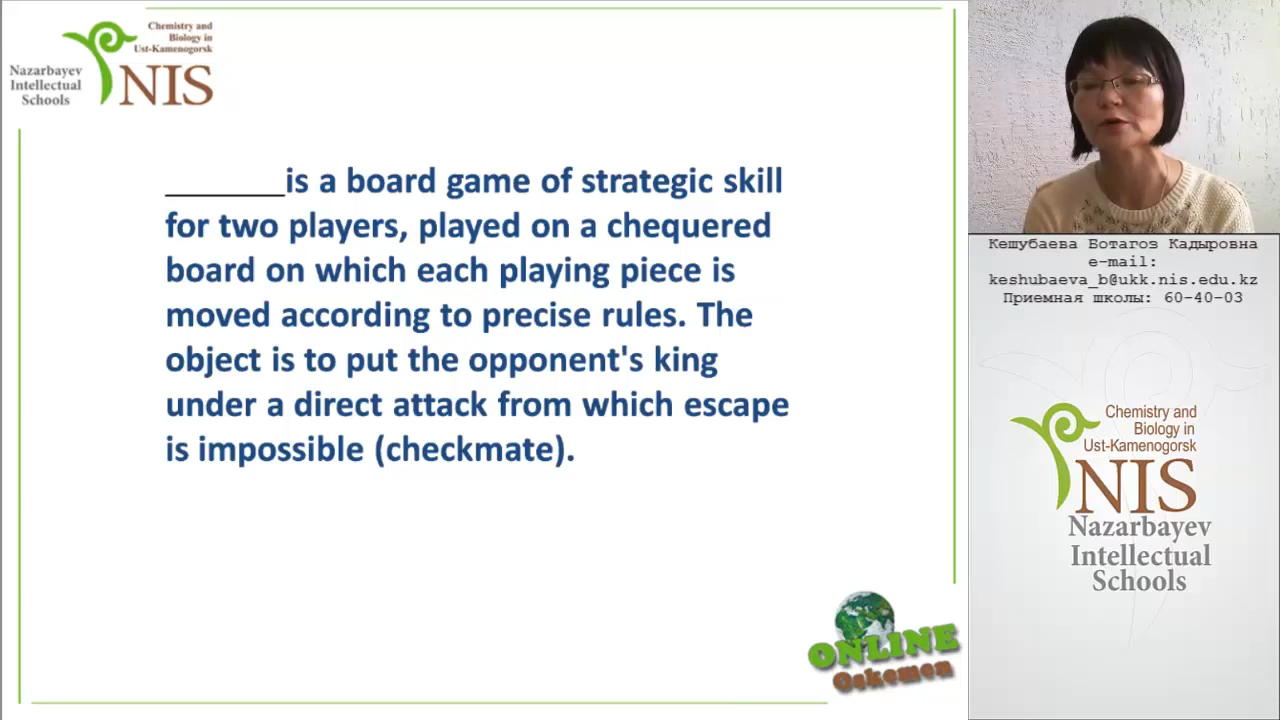 Chemistry and
Biology in
Ust-Kamenogorsk
Nazarbayev
Intellectual
Schools
NIS
______is a board game of strategic skill
for two players, played on a chequered
board on which each playing piece is
moved according to precise rules. The
object is to put the opponent's king
under a direct attack from which escape
is impossible (checkmate).
ONLINE
Oskemen
Кешубаева Ботагоз Кадыровна
e-mail:
keshubaeva_b@ukk.nis.edu.kz
Приемная школы: 60-40-03
Chemistry and
Biology in
Ust-Kamenogorsk
NIS
Nazarbayev
Intellectual
Schools